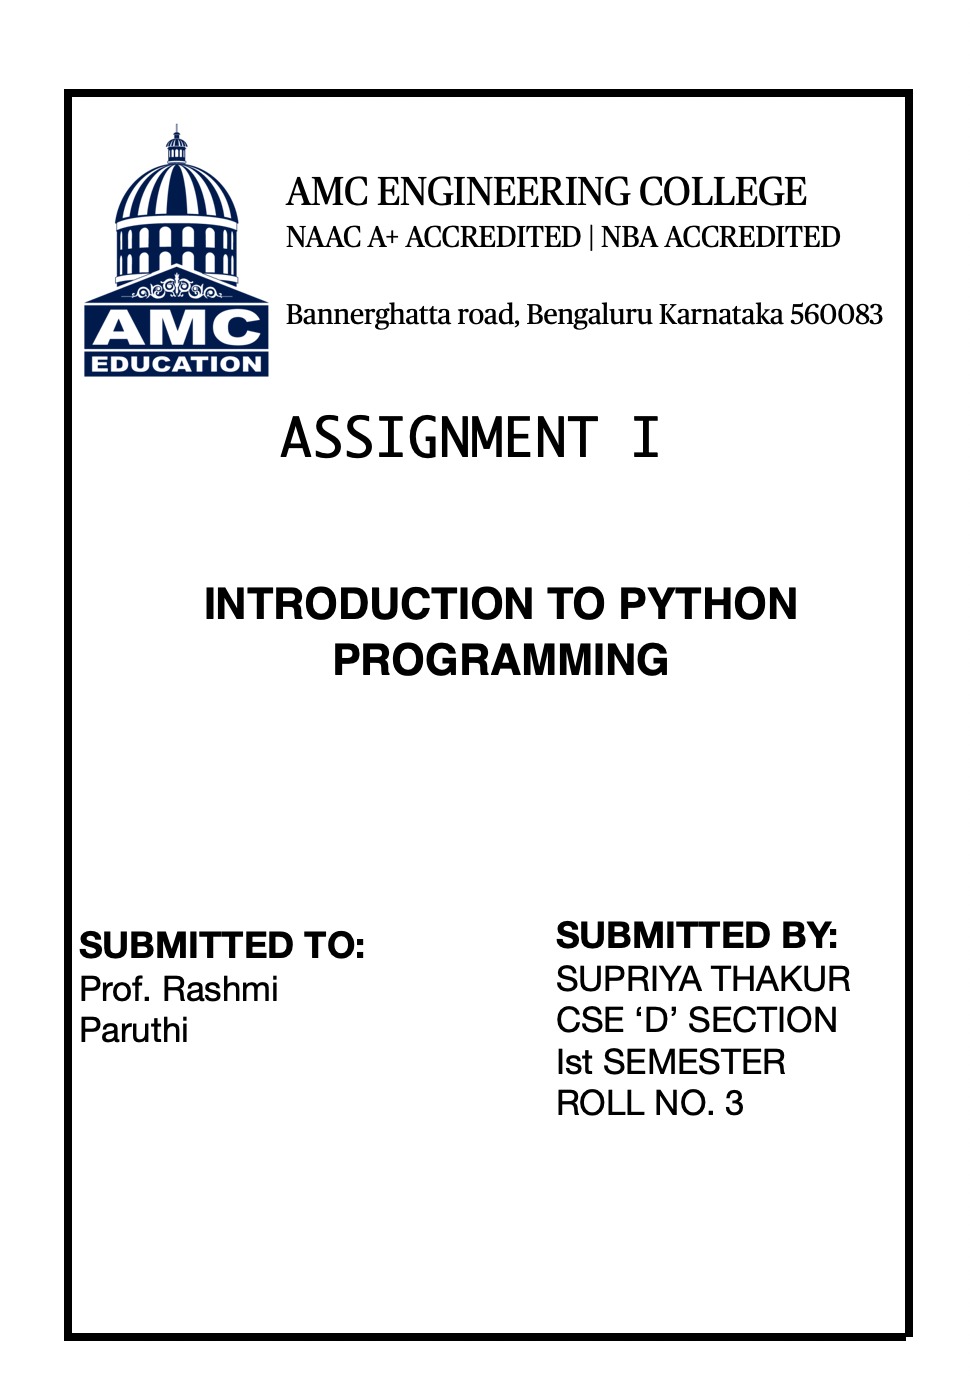 AMC ENGINEERING COLLEGE
NAAC A+ ACCREDITED | NBA ACCREDITED
Bannerghatta road, Bengaluru Karnataka 560083
AMC
EDUCATION
ASSIGNMENT I
INTRODUCTION TO PYTHON
PROGRAMMING
SUBMITTED TO:
Prof. Rashmi
Paruthi
SUBMITTED BY:
SUPRIYA THAKUR
CSE ‘D’ SECTION
Ist SEMESTER
ROLL NO. 3